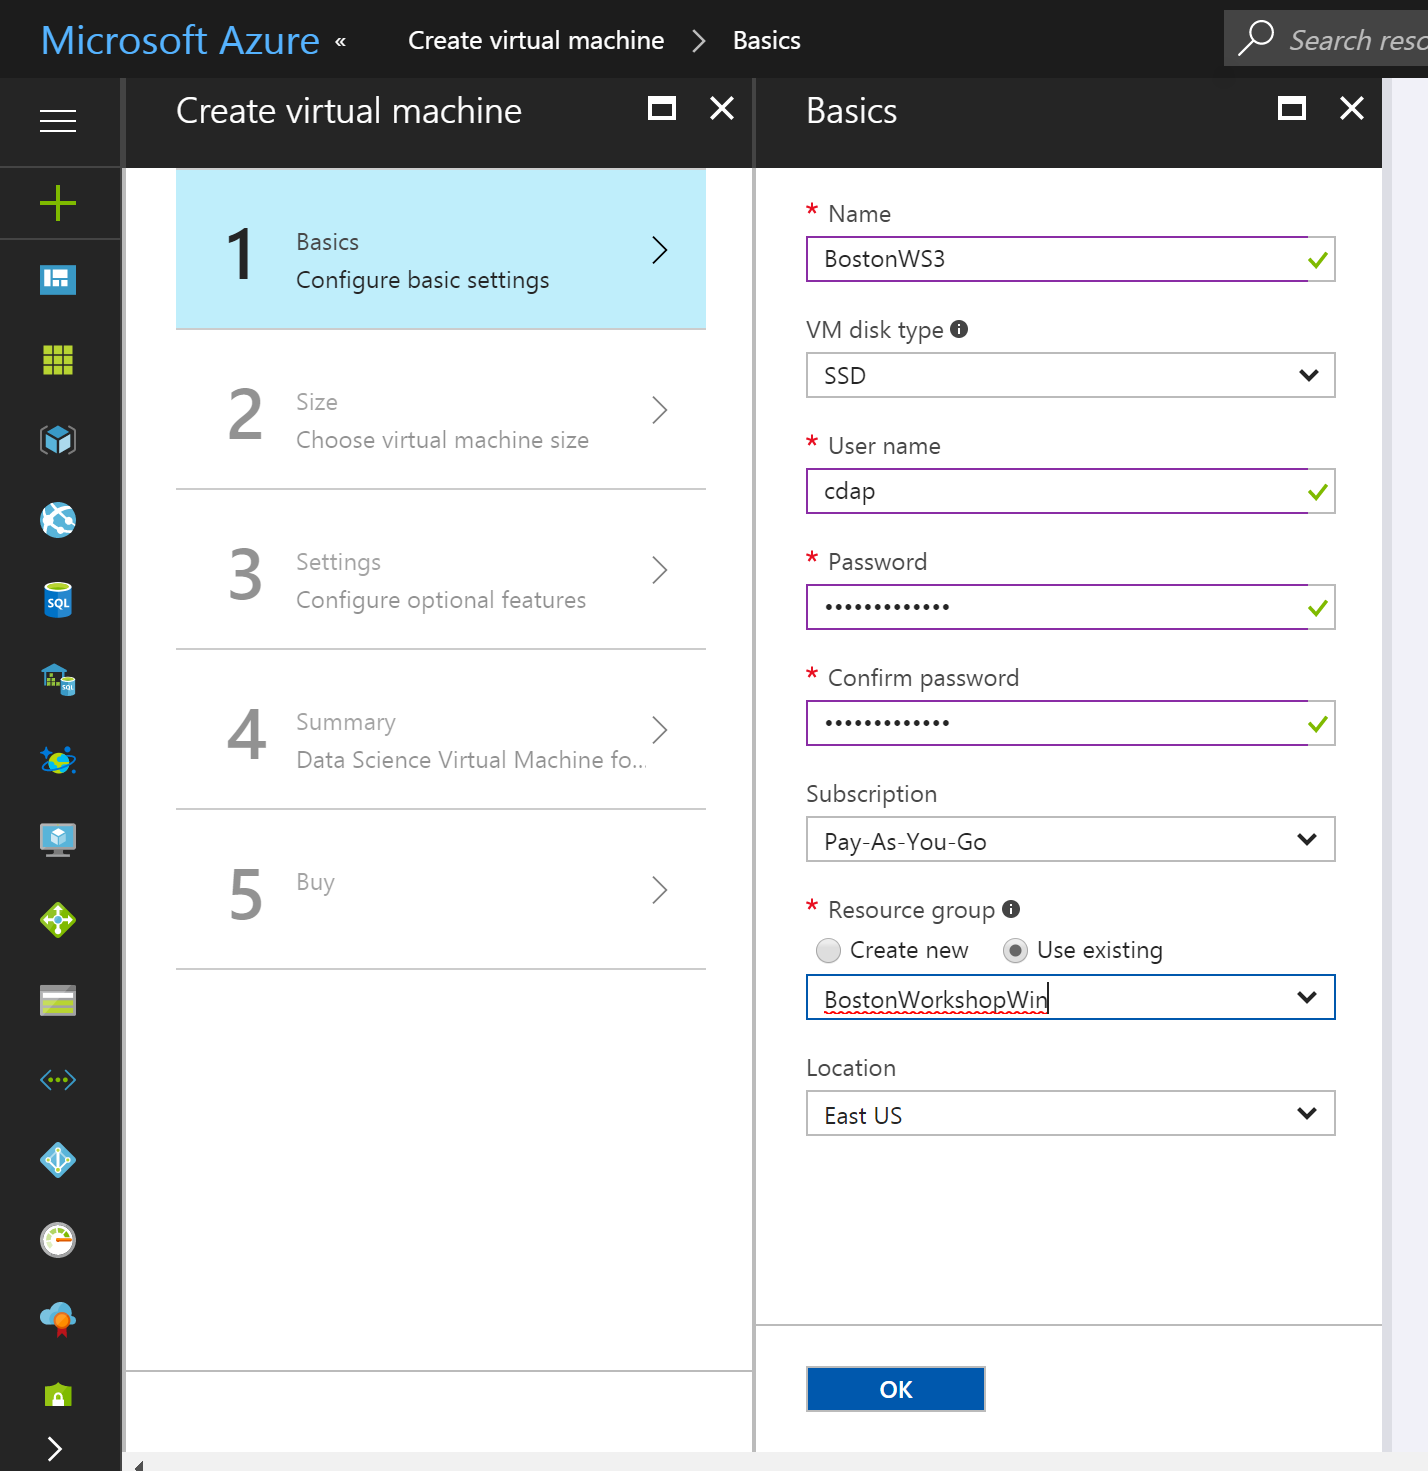 Microsoft Azure «
Create virtual machine > Basics
Search reso
Create virtual machine
1
Basics
Configure basic settings
2
Size
Choose virtual machine size
3
Settings
Configure optional features
4
Summary
Data Science Virtual Machine fo...
5
Buy
Basics
* Name
BostonWS3
VM disk type
SSD
* User name
cdap
* Password
•••••••••••••
* Confirm password
•••••••••••••
Subscription
Pay-As-You-Go
* Resource group
Create new Use existing
BostonWorkshopWin
Location
East US
OK
SQL
SQL